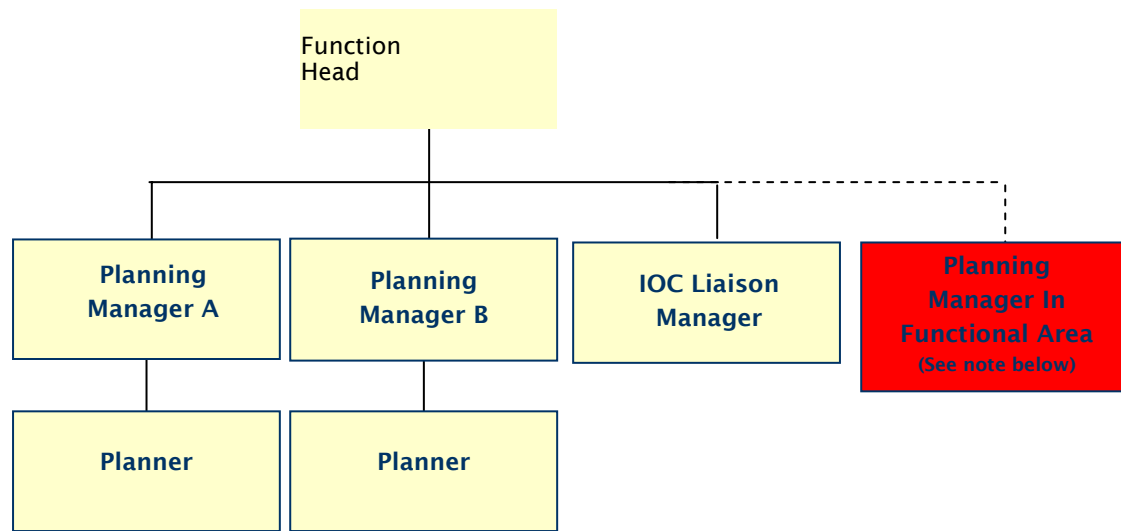 Function
Head
Planning
Manager A
Planning
Manager B
IOC Liaison
Manager
Planning
Manager In
Functional Area
(See note below)
Planner
Planner